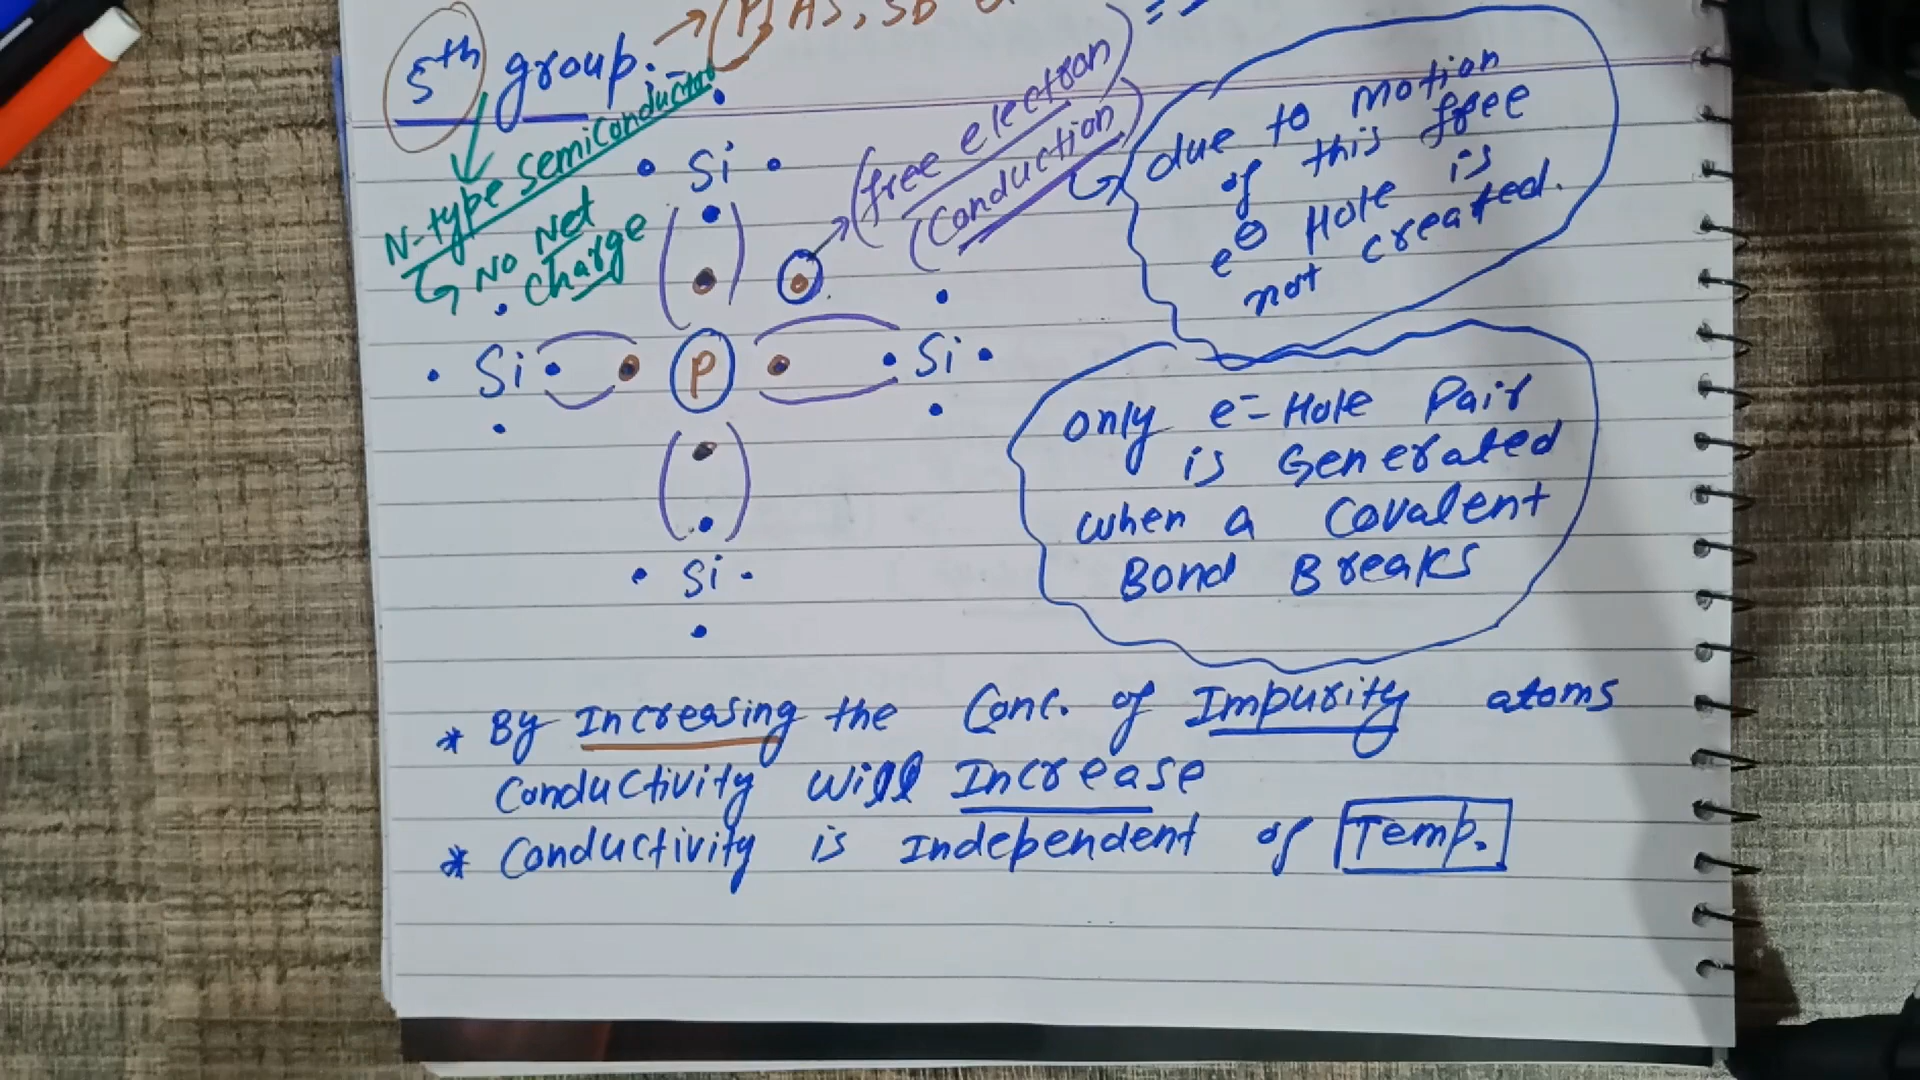 5th group. → P, As, Sb
N-type semiconductor
No Net
charge
(free electron)
(conduction)
due to motion
of this free
e⊖ Hole is
not created.
Si
Si P Si
Si
only e- Hole Pair
is Generated
when a Covalent
Bond Breaks
* By Increasing the Conc. of Impurity atoms
Conductivity will Increase
* Conductivity is Independent of Temp.